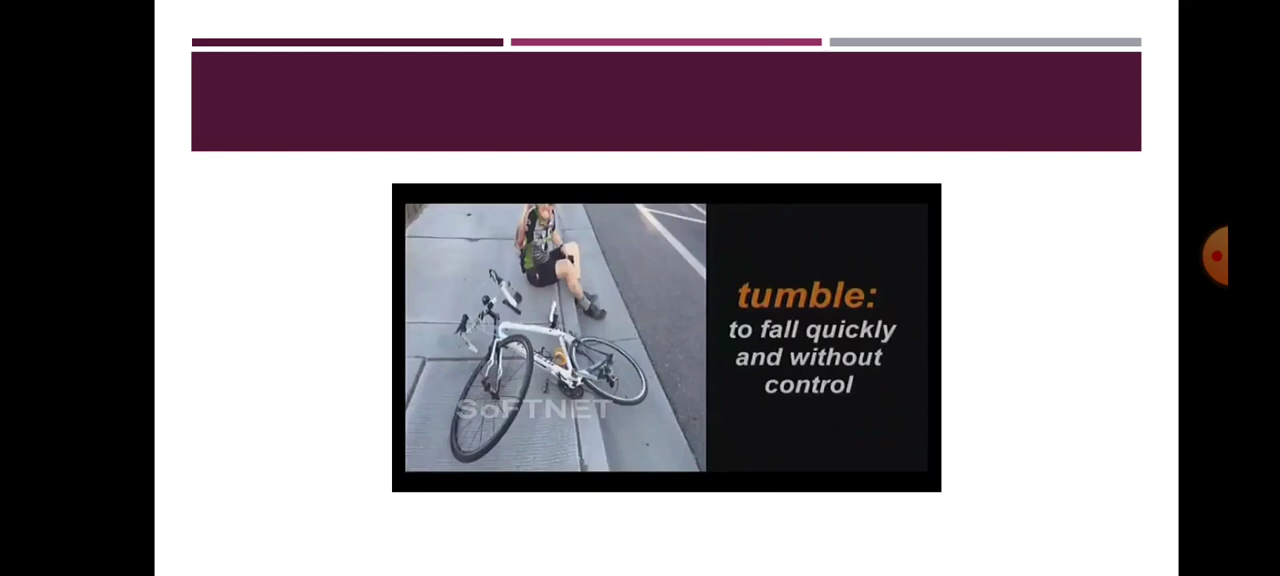 tumble:
to fall quickly
and without
control
SoFTNET